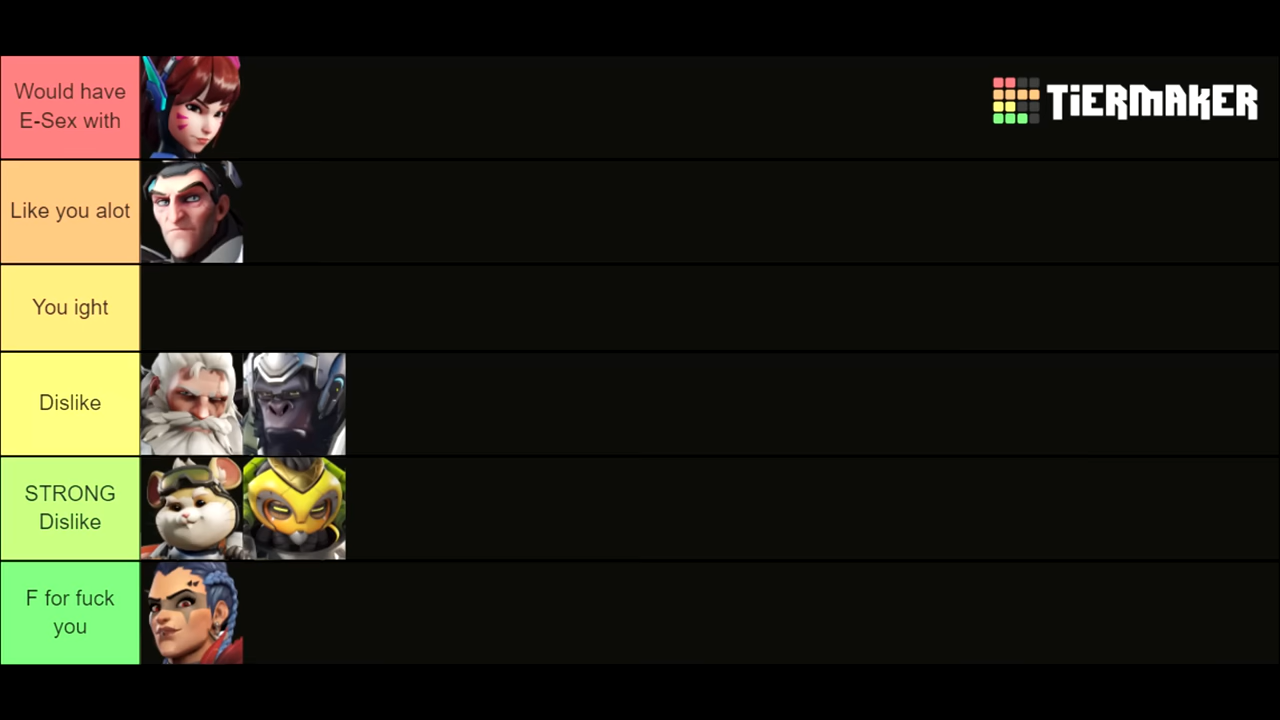 Would have
E-Sex with
TiERMAKER
Like you alot
You ight
Dislike
STRONG
Dislike
F for fuck
you